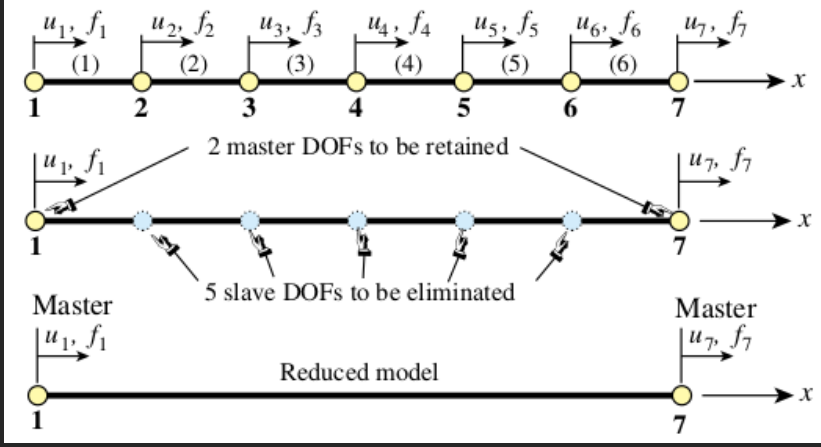 u₁, f₁ u₂, f₂ u₃, f₃ u₄, f₄ u₅, f₅ u₆, f₆ u₇, f₇
(1) (2) (3) (4) (5) (6)
x
1 2 3 4 5 6 7
2 master DOFs to be retained
u₁, f₁ u₇, f₇
x
1 7
5 slave DOFs to be eliminated
Master Master
u₁, f₁ u₇, f₇
Reduced model
x
1 7